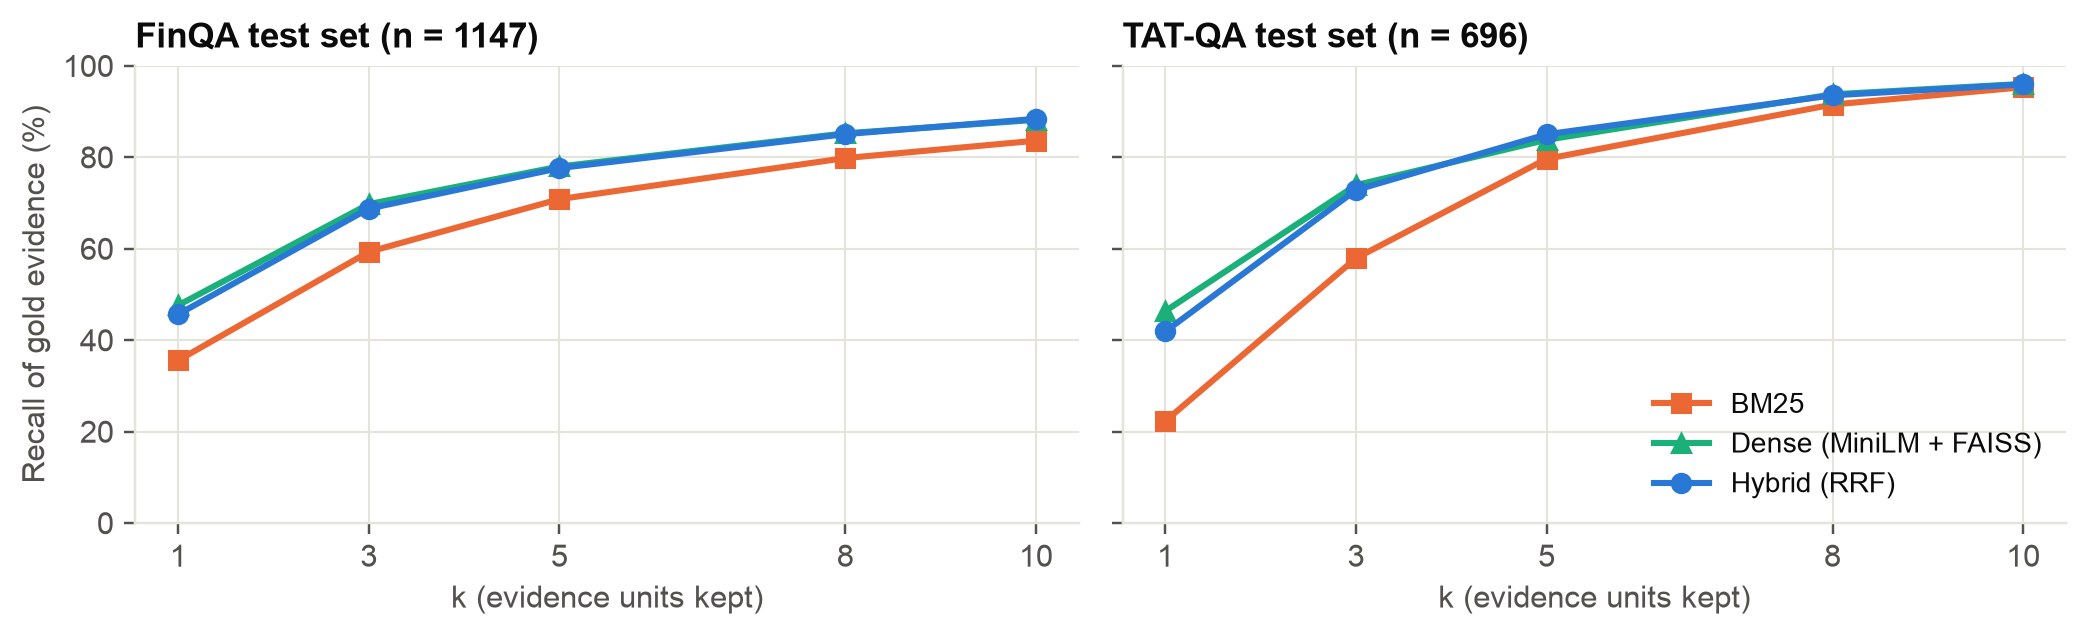 FinQA test set (n = 1147)
TAT-QA test set (n = 696)
Recall of gold evidence (%)
100
80
60
40
20
0
1 3 5 8 10
k (evidence units kept)
BM25
Dense (MiniLM + FAISS)
Hybrid (RRF)
1 3 5 8 10
k (evidence units kept)